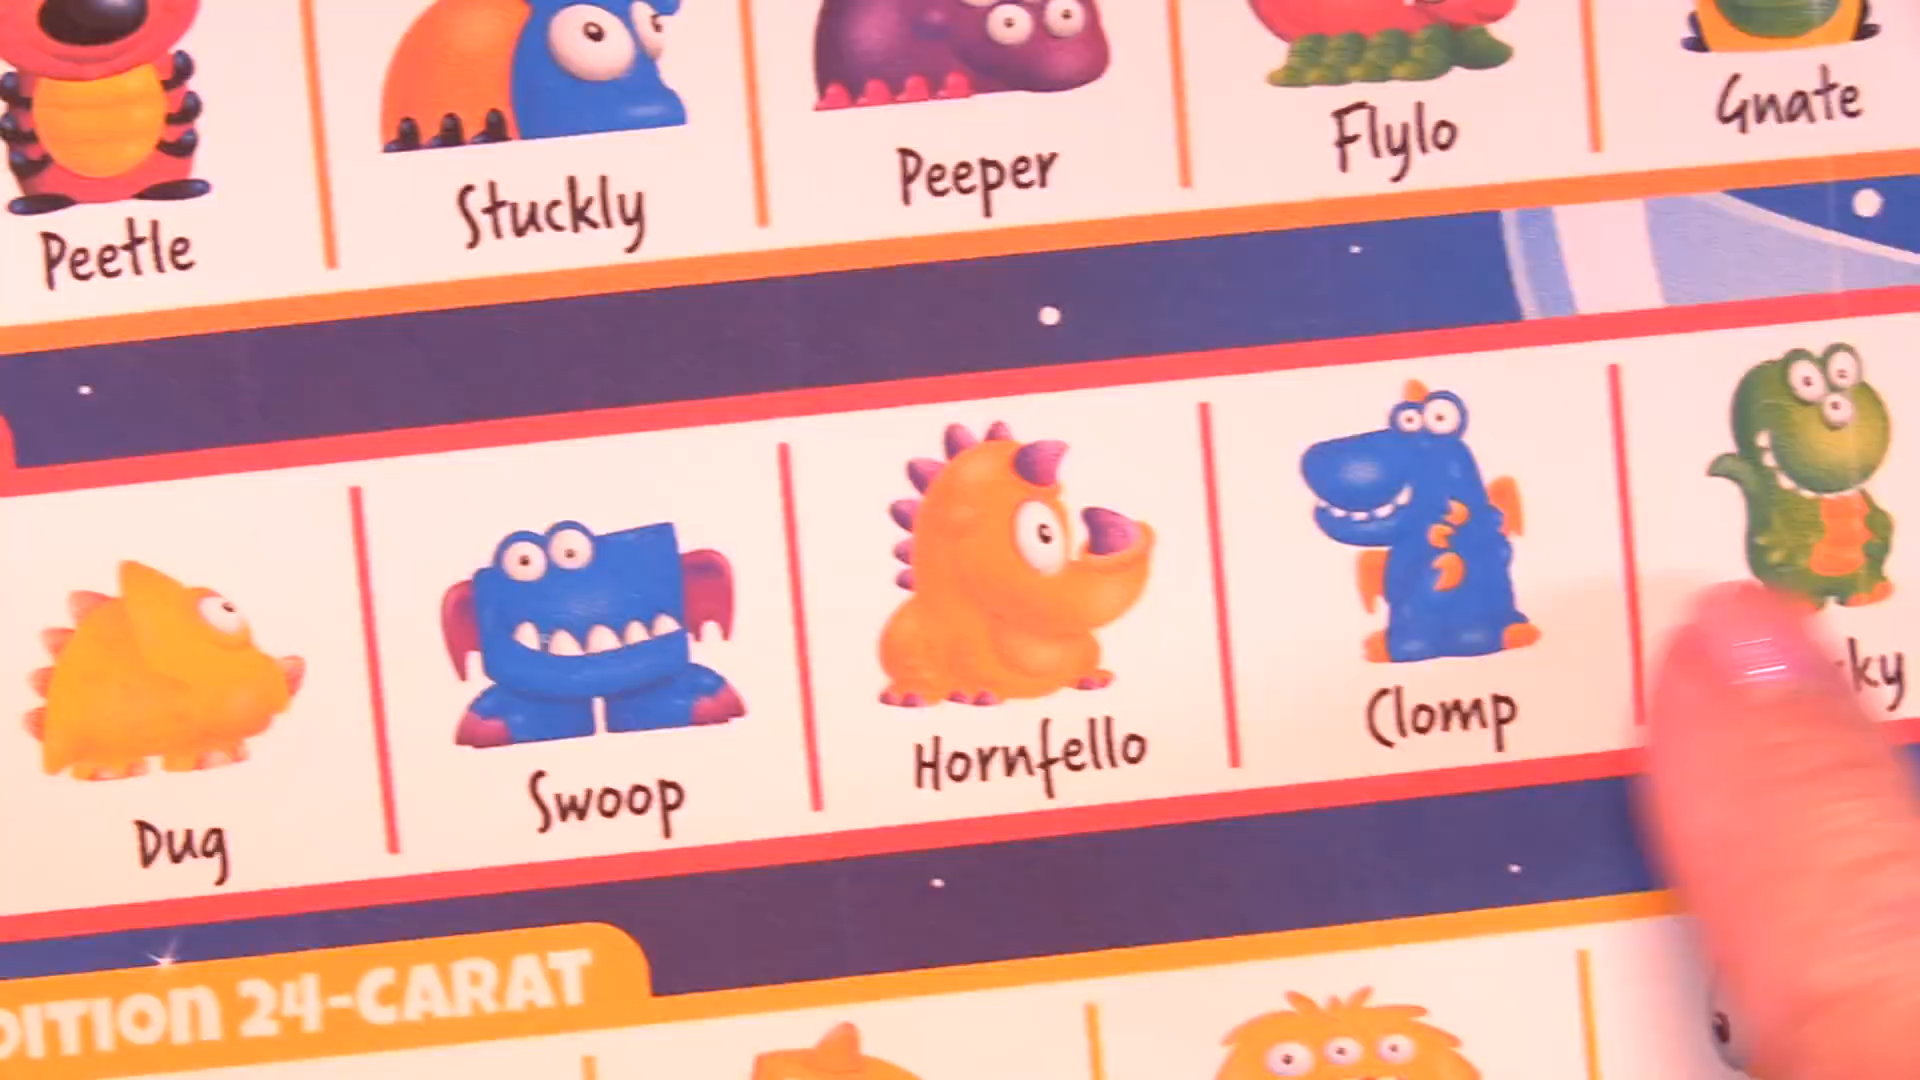 Peetle
Stuckly
Peeper
Flylo
Gnate
Dug
Swoop
Hornfello
Clomp
24-CARAT